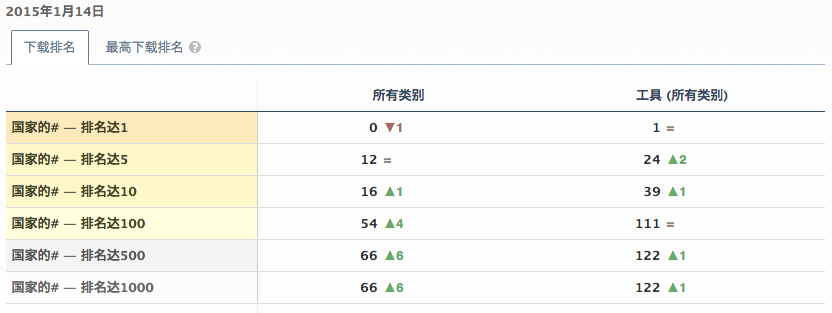 2015年1月14日
下载排名 最高下载排名 ?
所有类别 工具 (所有类别)
国家的# — 排名达1 0 ▼1 1 =
国家的# — 排名达5 12 = 24 ▲2
国家的# — 排名达10 16 ▲1 39 ▲1
国家的# — 排名达100 54 ▲4 111 =
国家的# — 排名达500 66 ▲6 122 ▲1
国家的# — 排名达1000 66 ▲6 122 ▲1